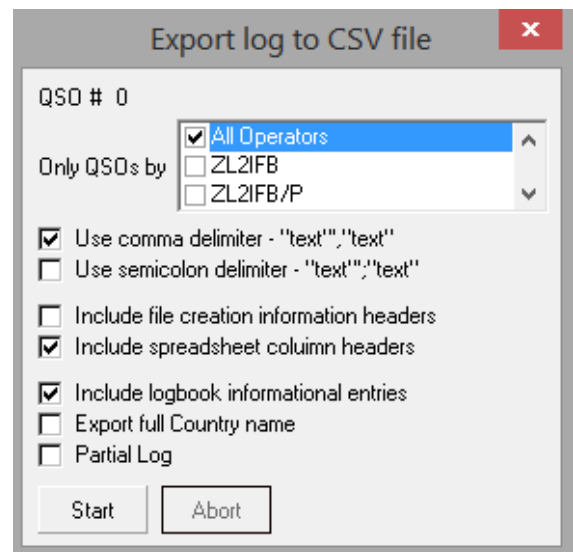 Export log to CSV file
QSO # 0
All Operators
Only QSOs by
ZL2IFB
ZL2IFB/P
Use comma delimiter - "text'","text"
Use semicolon delimiter - "text'";"text"
Include file creation information headers
Include spreadsheet coluimn headers
Include logbook informational entries
Export full Country name
Partial Log
Start
Abort